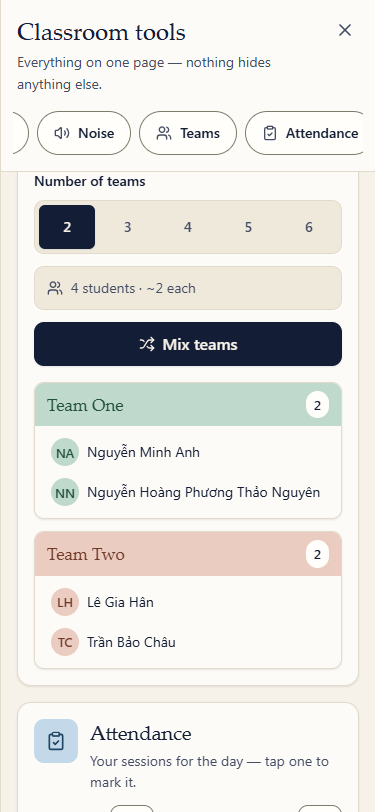 Classroom tools
Everything on one page — nothing hides
anything else.
Noise
Teams
Attendance
Number of teams
2 3 4 5 6
4 students · ~2 each
Mix teams
Team One 2
NA Nguyễn Minh Anh
NN Nguyễn Hoàng Phương Thảo Nguyên
Team Two 2
LH Lê Gia Hân
TC Trần Bảo Châu
Attendance
Your sessions for the day — tap one to
mark it.